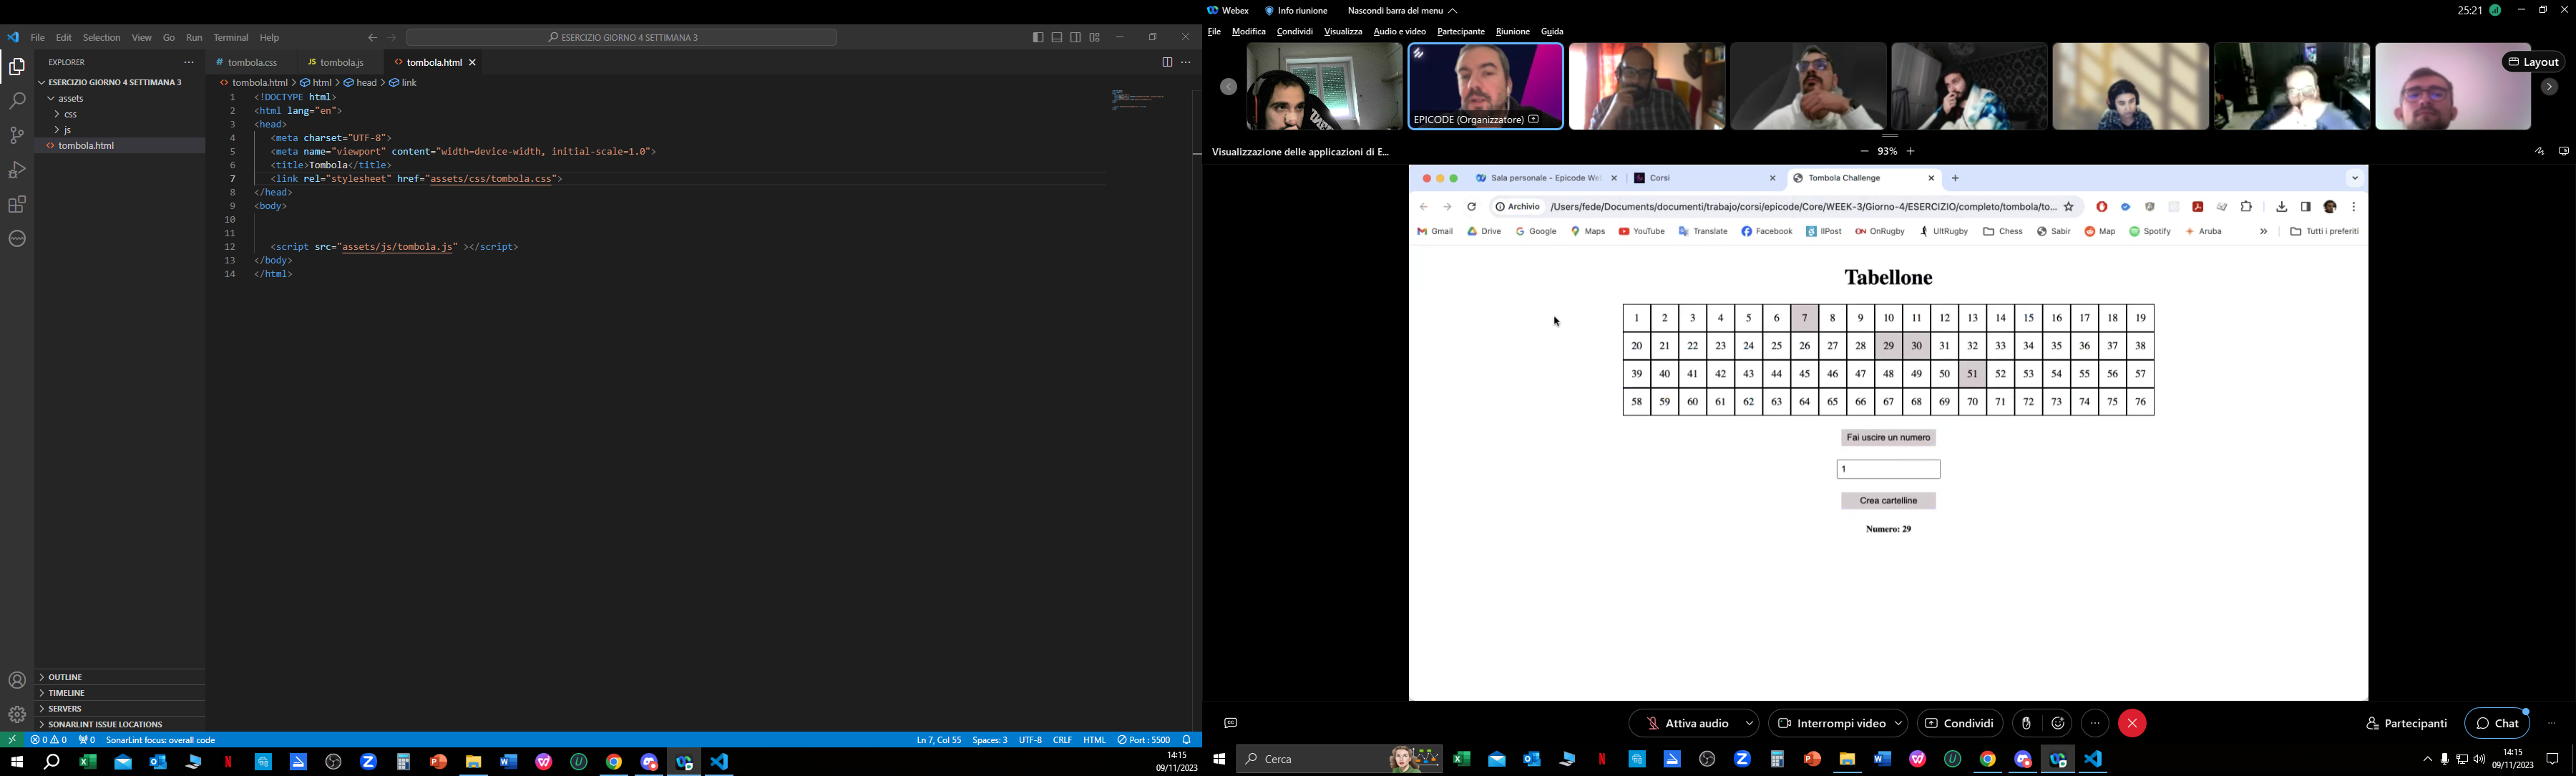 File Edit Selection View Go Run Terminal Help
ESERCIZIO GIORNO 4 SETTIMANA 3
EXPLORER
ESERCIZIO GIORNO 4 SETTIMANA 3
assets
css
js
tombola.html
OUTLINE
TIMELINE
SERVERS
SONARLINT ISSUE LOCATIONS
tombola.css
JS tombola.js
tombola.html
tombola.html > html > head > link
1 <!DOCTYPE html>
2 <html lang="en">
3 <head>
4 <meta charset="UTF-8">
5 <meta name="viewport" content="width=device-width, initial-scale=1.0">
6 <title>Tombola</title>
7 <link rel="stylesheet" href="assets/css/tombola.css">
8 </head>
9 <body>
10
11
12 <script src="assets/js/tombola.js" ></script>
13 </body>
14 </html>
0 0 0 SonarLint focus: overall code
Ln 7, Col 55 Spaces: 3 UTF-8 CRLF HTML Port : 5500
14:15
09/11/2023
Webex Info riunione Nascondi barra del menu
25:21
File Modifica Condividi Visualizza Audio e video Partecipante Riunione Guida
Layout
EPICODE (Organizzatore)
Visualizzazione delle applicazioni di E...
93%
Sala personale - Epicode We
Corsi
Tombola Challenge
Archivio /Users/fede/Documents/documenti/trabajo/corsi/epicode/Core/WEEK-3/Giorno-4/ESERCIZIO/completo/tombola/to...
Gmail Drive Google Maps YouTube Translate Facebook IlPost OnRugby UltRugby Chess Sabir Map Spotify Aruba Tutti i preferiti
Tabellone
1 2 3 4 5 6 7 8 9 10 11 12 13 14 15 16 17 18 19
20 21 22 23 24 25 26 27 28 29 30 31 32 33 34 35 36 37 38
39 40 41 42 43 44 45 46 47 48 49 50 51 52 53 54 55 56 57
58 59 60 61 62 63 64 65 66 67 68 69 70 71 72 73 74 75 76
Fai uscire un numero
1
Crea cartelline
Numero: 29
Attiva audio
Interrompi video
Condividi
Partecipanti
Chat
Cerca
14:15
09/11/2023